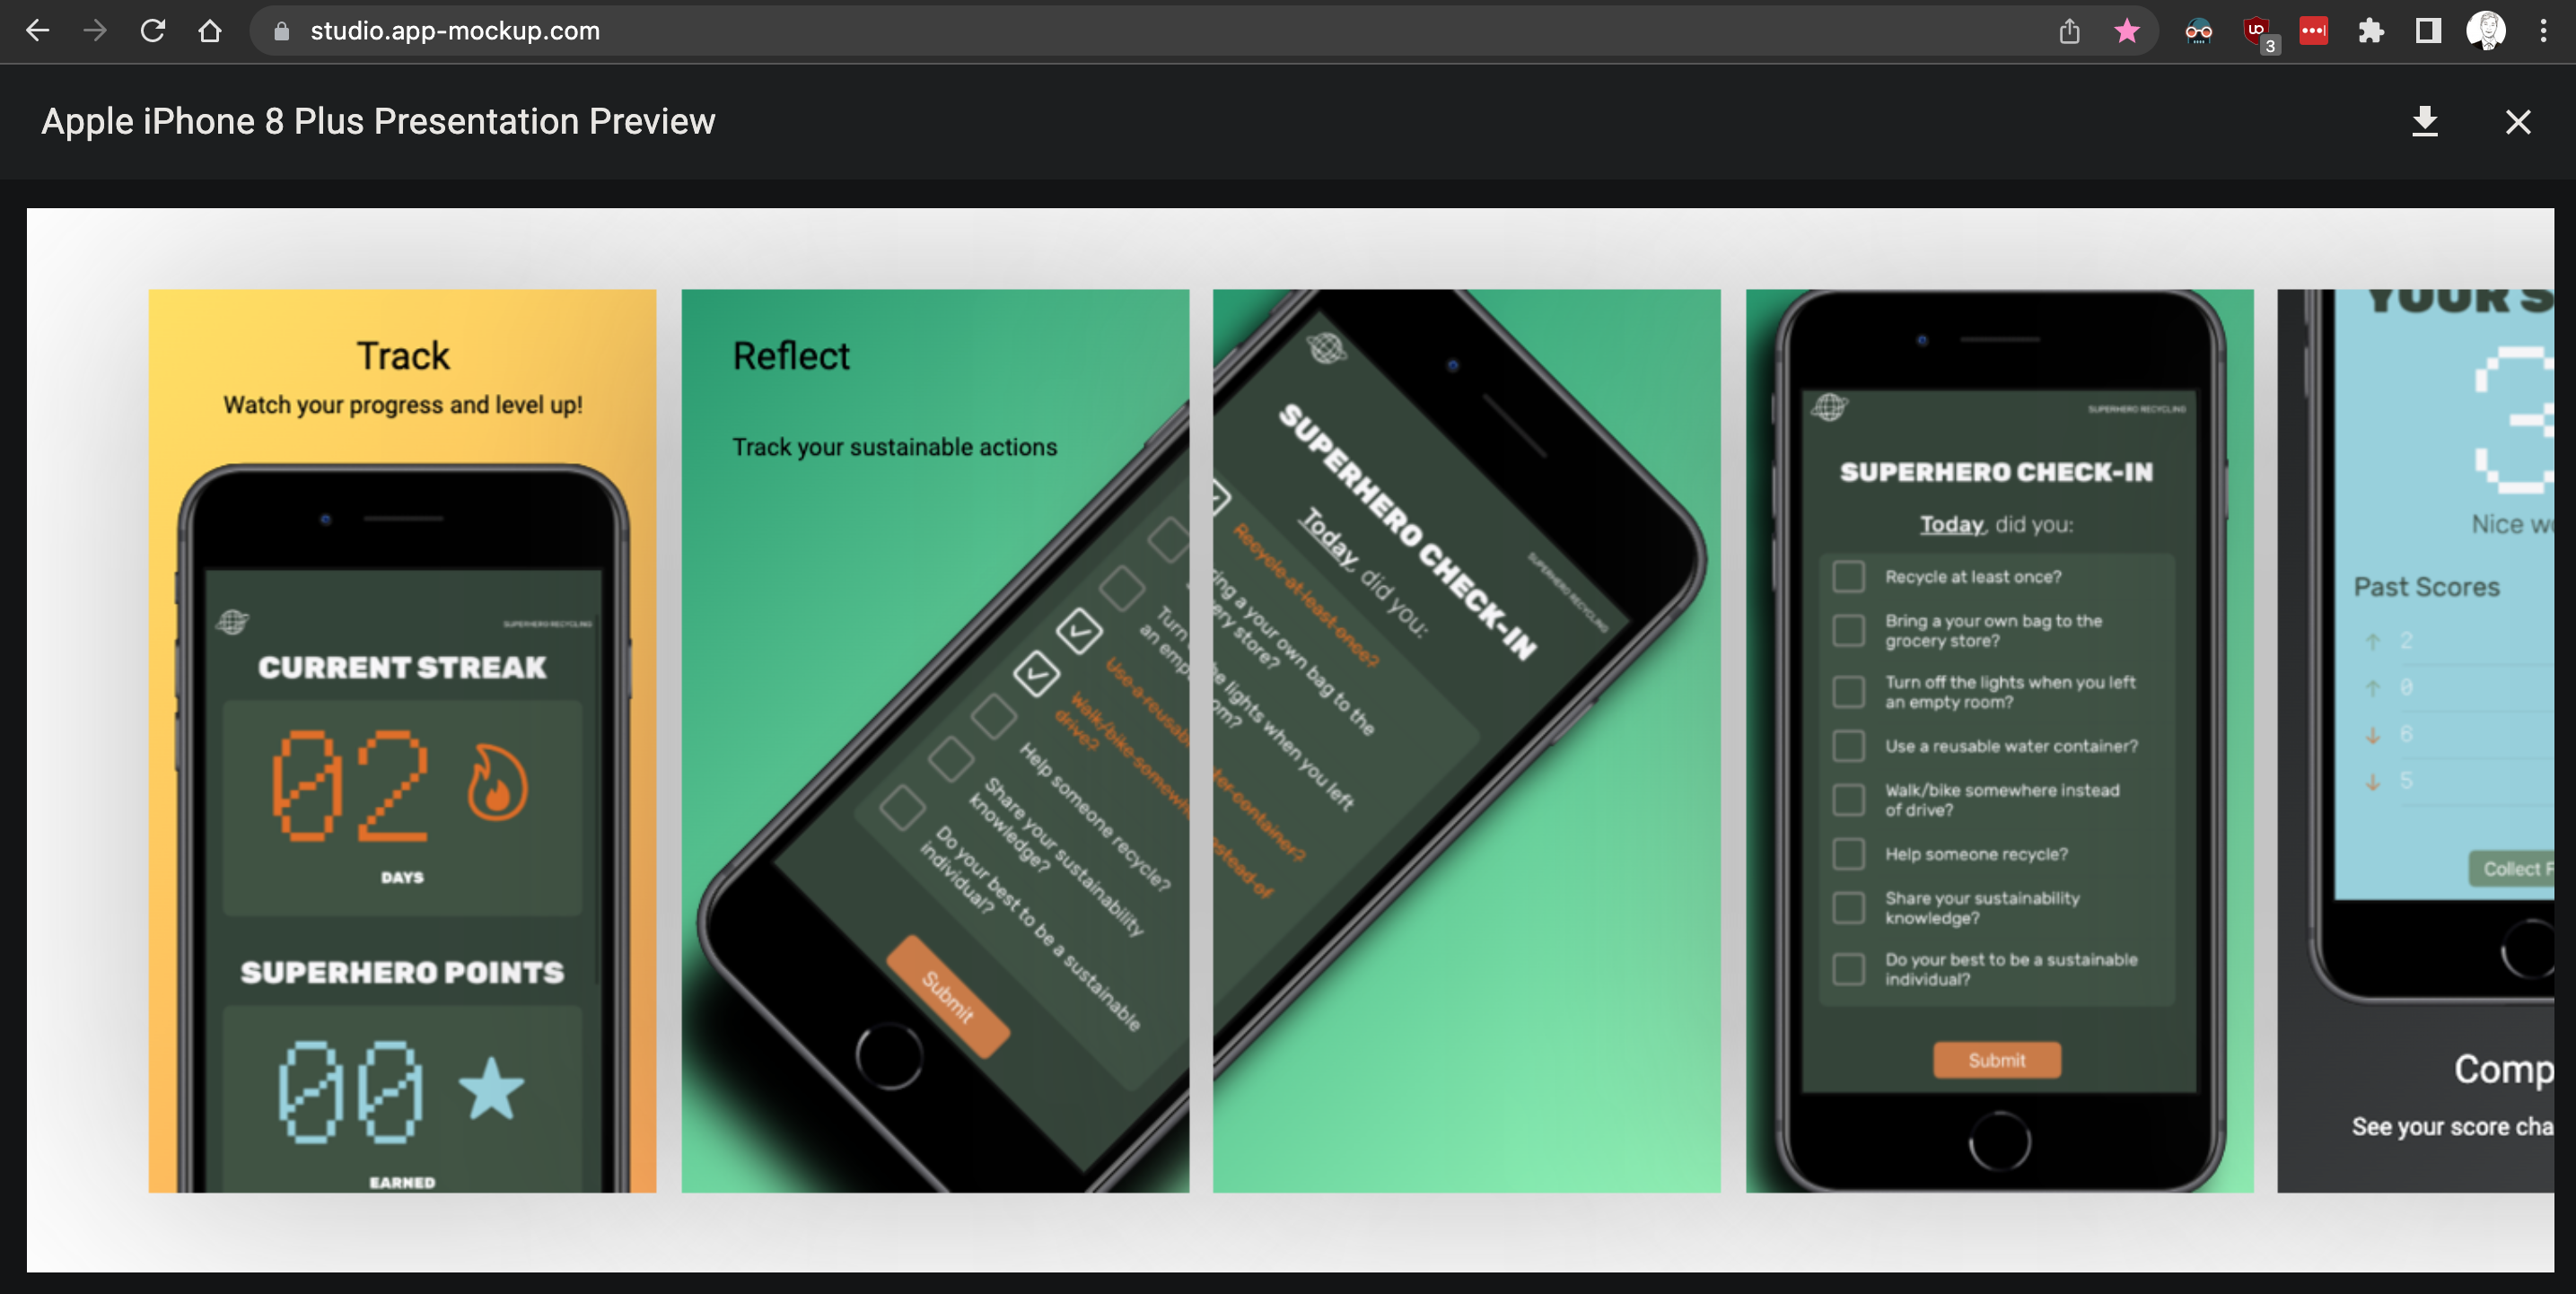 studio.app-mockup.com
3
Apple iPhone 8 Plus Presentation Preview
Track
Watch your progress and level up!
SUPERHERO RECYCLING
CURRENT STREAK
02
DAYS
SUPERHERO POINTS
00
EARNED
Reflect
Track your sustainable actions
Turn
an emp
Use a reusab
Walk/bike somewh
drive?
Help someone recycle?
Share your sustainability
knowledge?
Do your best to be a sustainable
individual?
Submit
SUPERHERO RECYCLING
SUPERHERO CHECK-IN
Today, did you:
Recycle at least once?
ring a your own bag to the
ery store?
he lights when you left
om?
ter container?
nstead of
SUPERHERO RECYCLING
SUPERHERO CHECK-IN
Today, did you:
Recycle at least once?
Bring a your own bag to the
grocery store?
Turn off the lights when you left
an empty room?
Use a reusable water container?
Walk/bike somewhere instead
of drive?
Help someone recycle?
Share your sustainability
knowledge?
Do your best to be a sustainable
individual?
Submit
YOUR S
3
Nice w
Past Scores
2
0
6
5
Collect
Comp
See your score cha